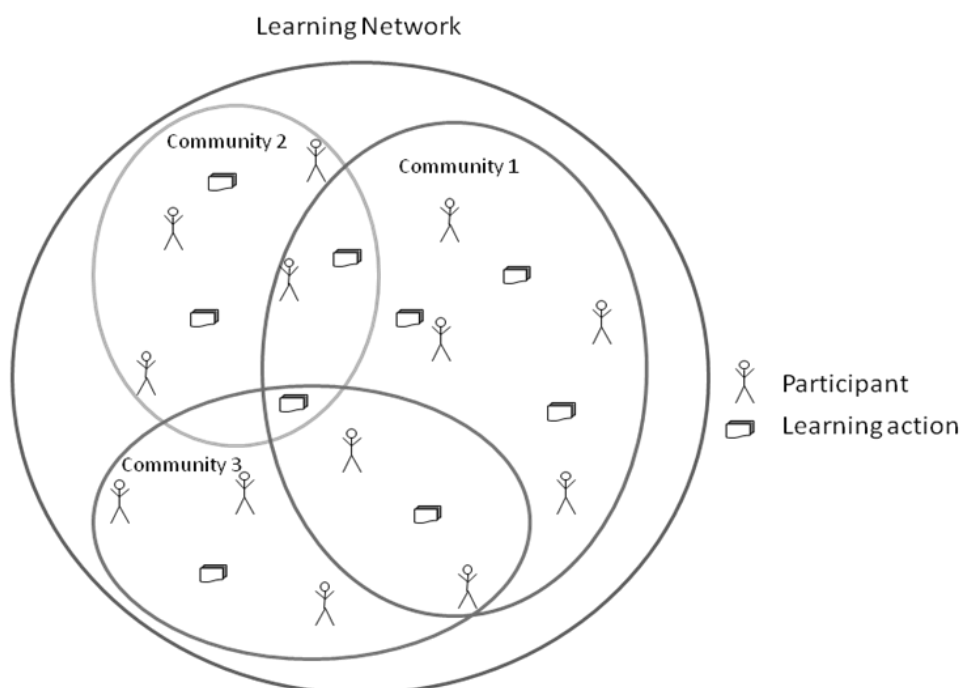 Learning Network
Community 2
Community 1
Participant
Learning action
Community 3